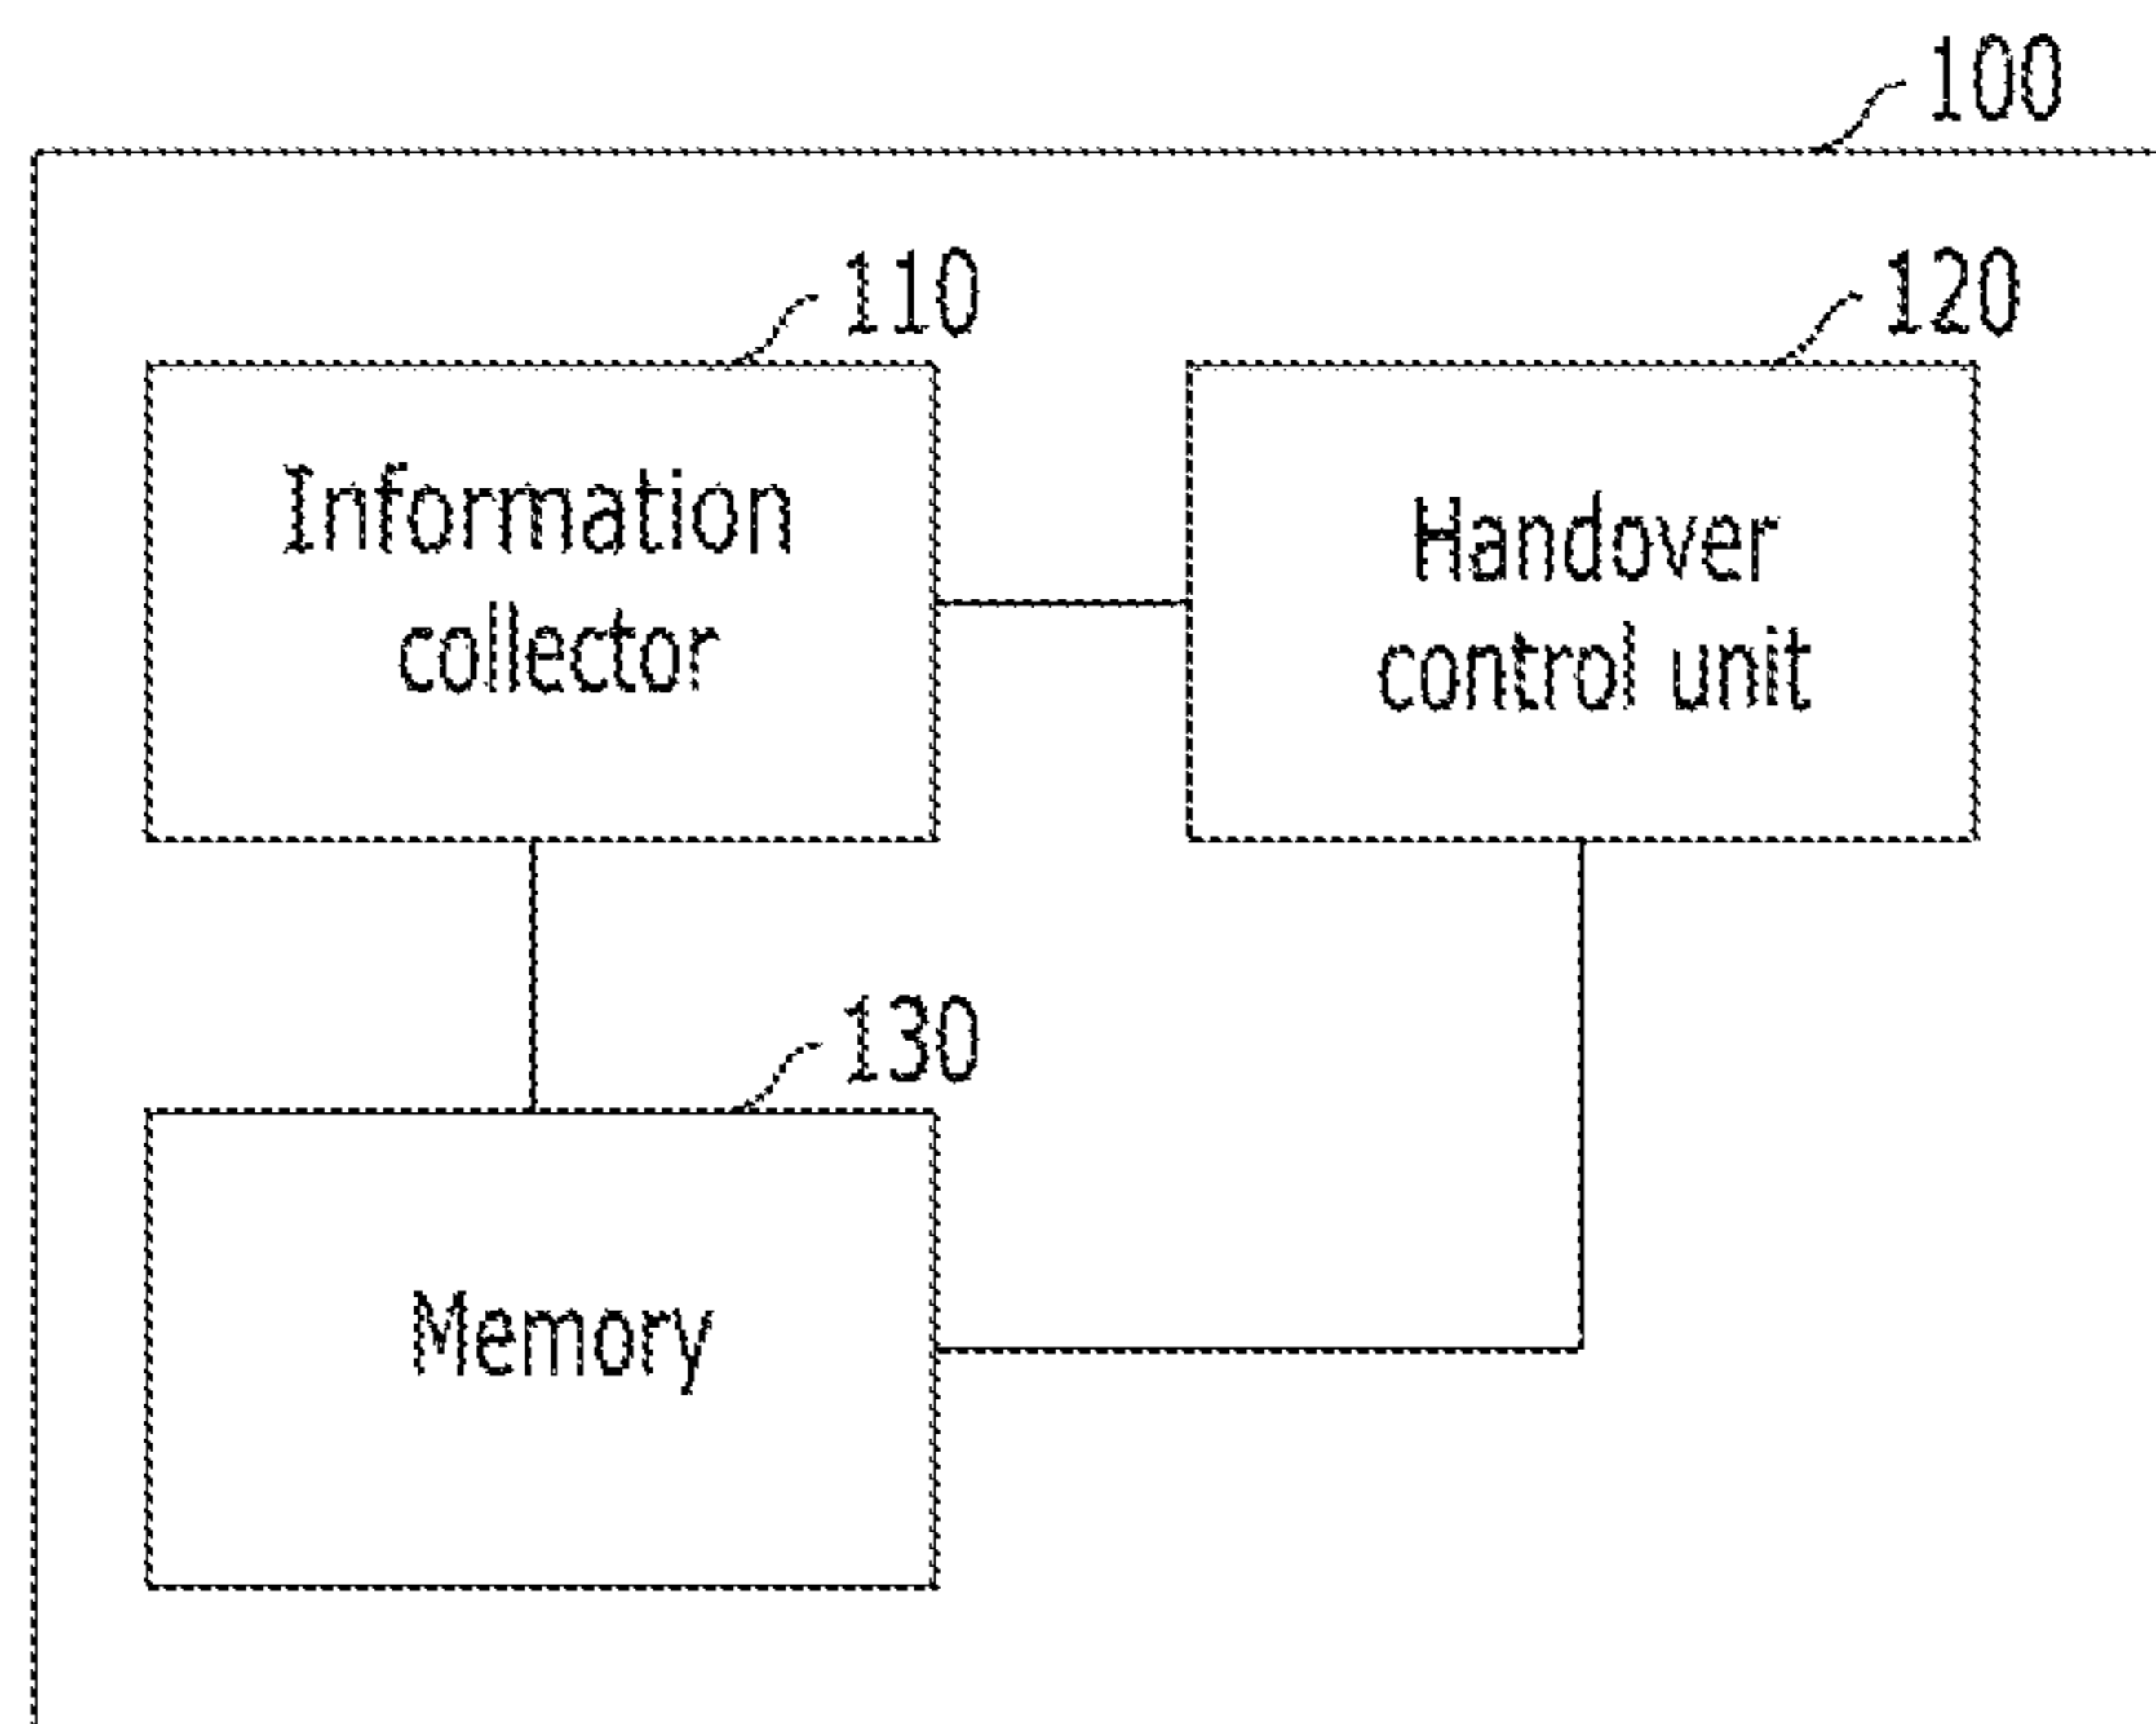 100
110
120
Information
collector
Handover
control unit
130
Memory